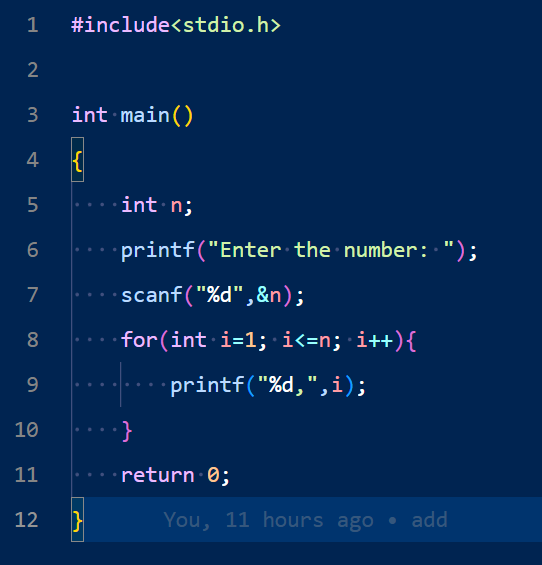 1 #include<stdio.h>
2
3 int main()
4 {
5     int n;
6     printf("Enter the number: ");
7     scanf("%d",&n);
8     for(int i=1; i<=n; i++){
9         printf("%d,",i);
10     }
11     return 0;
12 } You, 11 hours ago • add